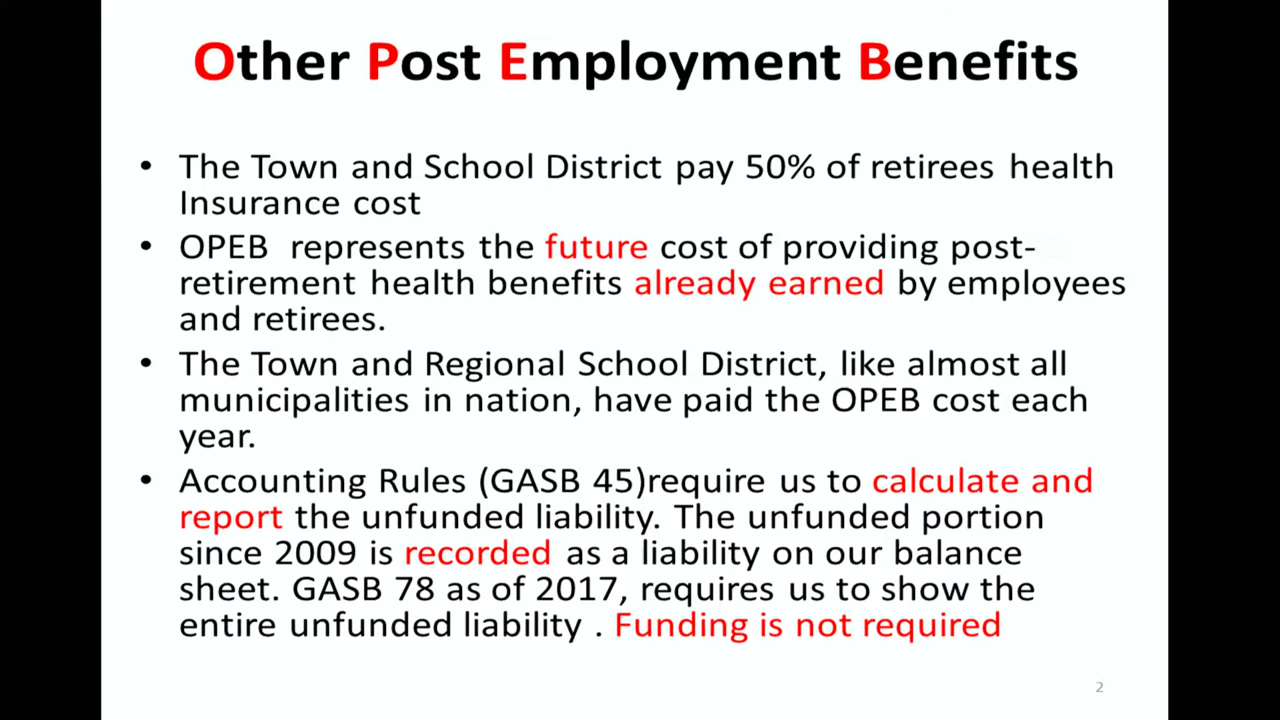 Other Post Employment Benefits
• The Town and School District pay 50% of retirees health
Insurance cost
• OPEB represents the future cost of providing post-
retirement health benefits already earned by employees
and retirees.
• The Town and Regional School District, like almost all
municipalities in nation, have paid the OPEB cost each
year.
• Accounting Rules (GASB 45)require us to calculate and
report the unfunded liability. The unfunded portion
since 2009 is recorded as a liability on our balance
sheet. GASB 78 as of 2017, requires us to show the
entire unfunded liability . Funding is not required
2